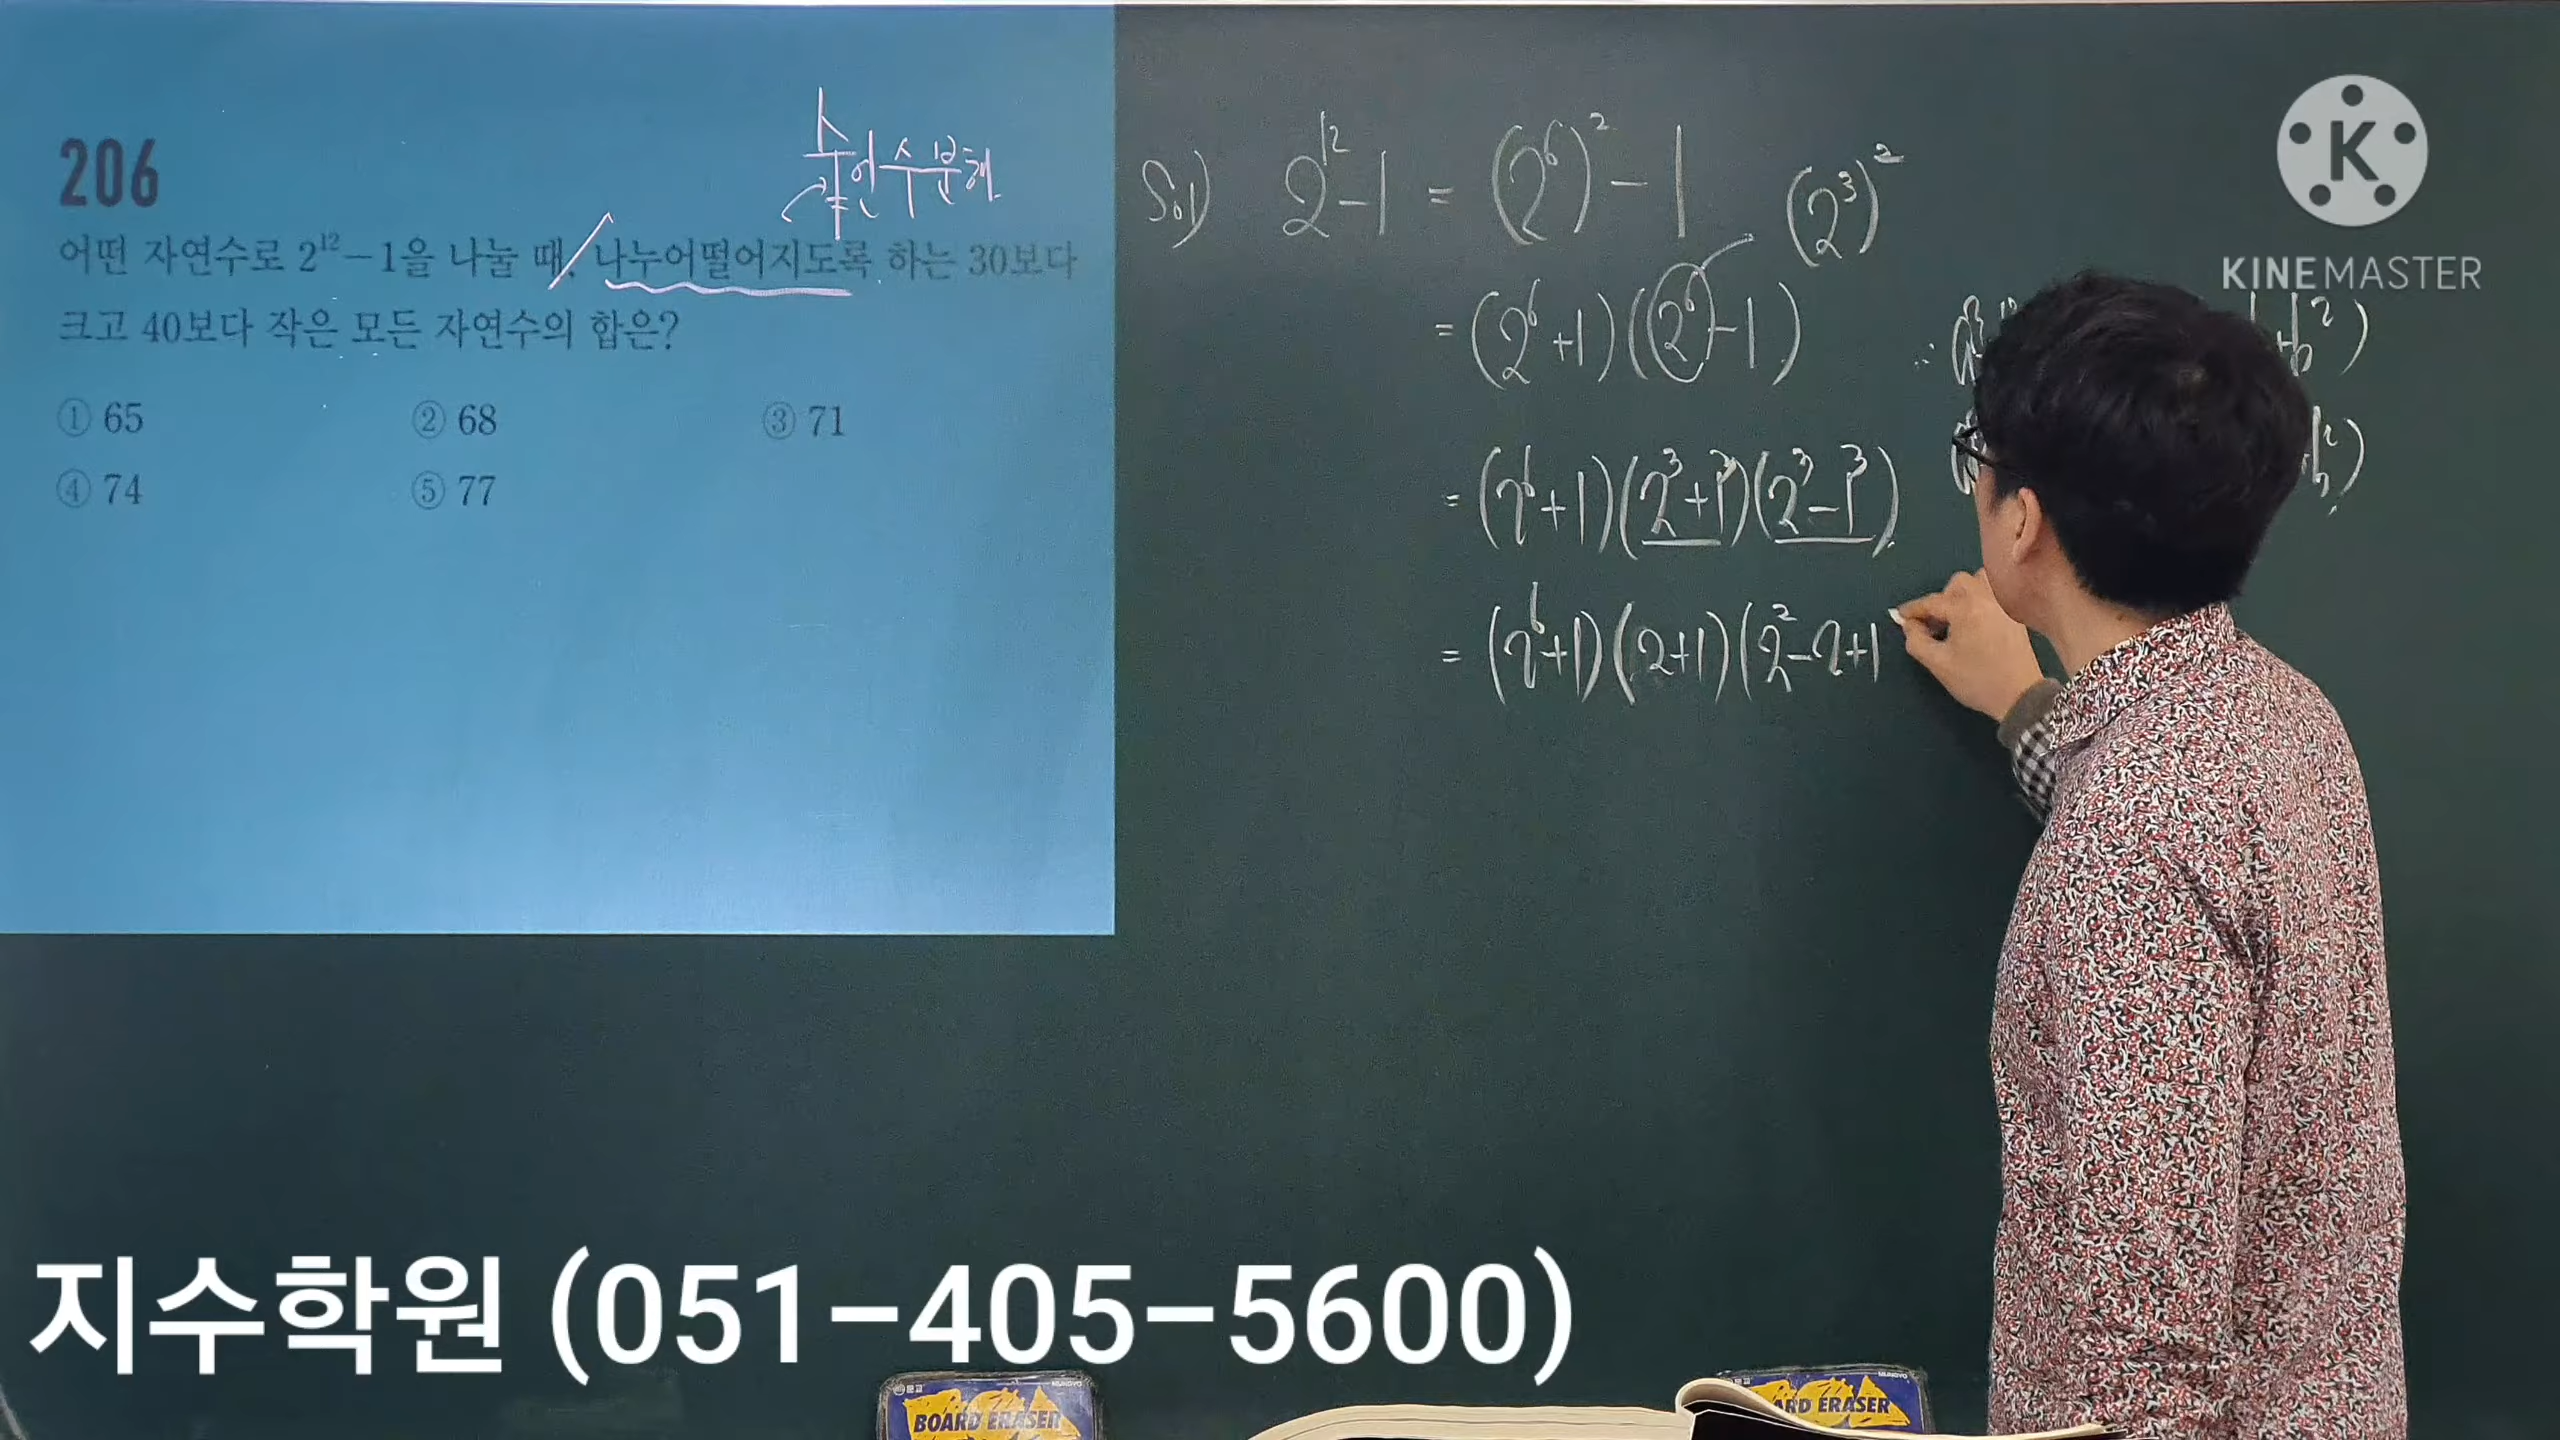 206
소인수분해
어떤 자연수로 2¹²−1을 나눌 때, 나누어떨어지도록 하는 30보다
크고 40보다 작은 모든 자연수의 합은?
① 65 ② 68 ③ 71
④ 74 ⑤ 77
Sol) 2¹²-1 = (2⁶)²-1
(2³)²
= (2⁶+1)(2⁶-1)
= (2⁶+1)(2³+1³)(2³-1³)
= (2⁶+1)(2+1)(2²-2+1
K
KINEMASTER
지수학원 (051-405-5600)
BOARD ERASER
ARD ERASER